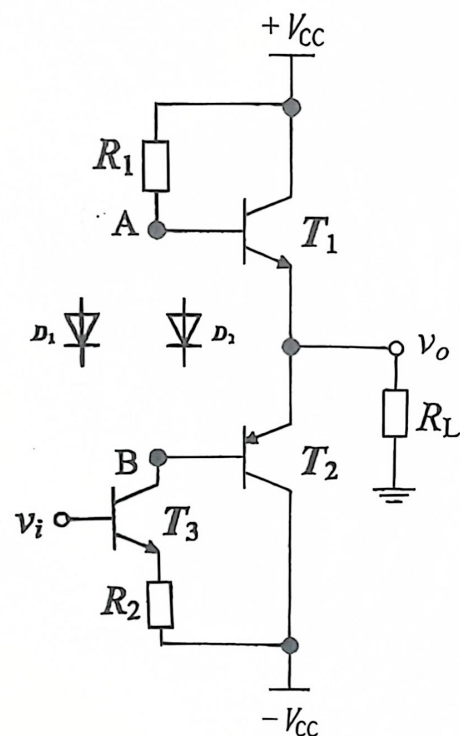 +V_CC
R_1
A
T_1
D_1
D_2
v_o
R_L
B
T_2
v_i
T_3
R_2
-V_CC